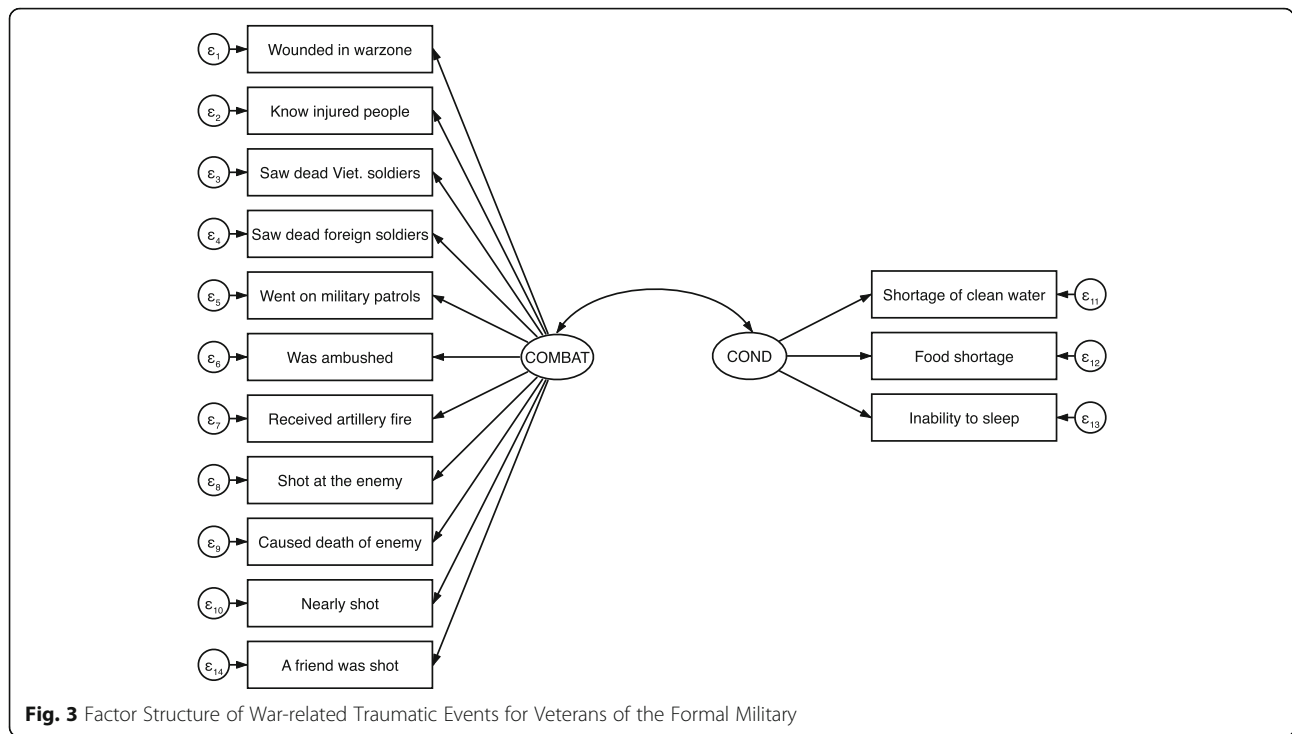 ε1 Wounded in warzone
ε2 Know injured people
ε3 Saw dead Viet. soldiers
ε4 Saw dead foreign soldiers
ε5 Went on military patrols
ε6 Was ambushed
ε7 Received artillery fire
ε8 Shot at the enemy
ε9 Caused death of enemy
ε10 Nearly shot
ε14 A friend was shot
COMBAT
COND
Shortage of clean water ε11
Food shortage ε12
Inability to sleep ε13
Fig. 3 Factor Structure of War-related Traumatic Events for Veterans of the Formal Military